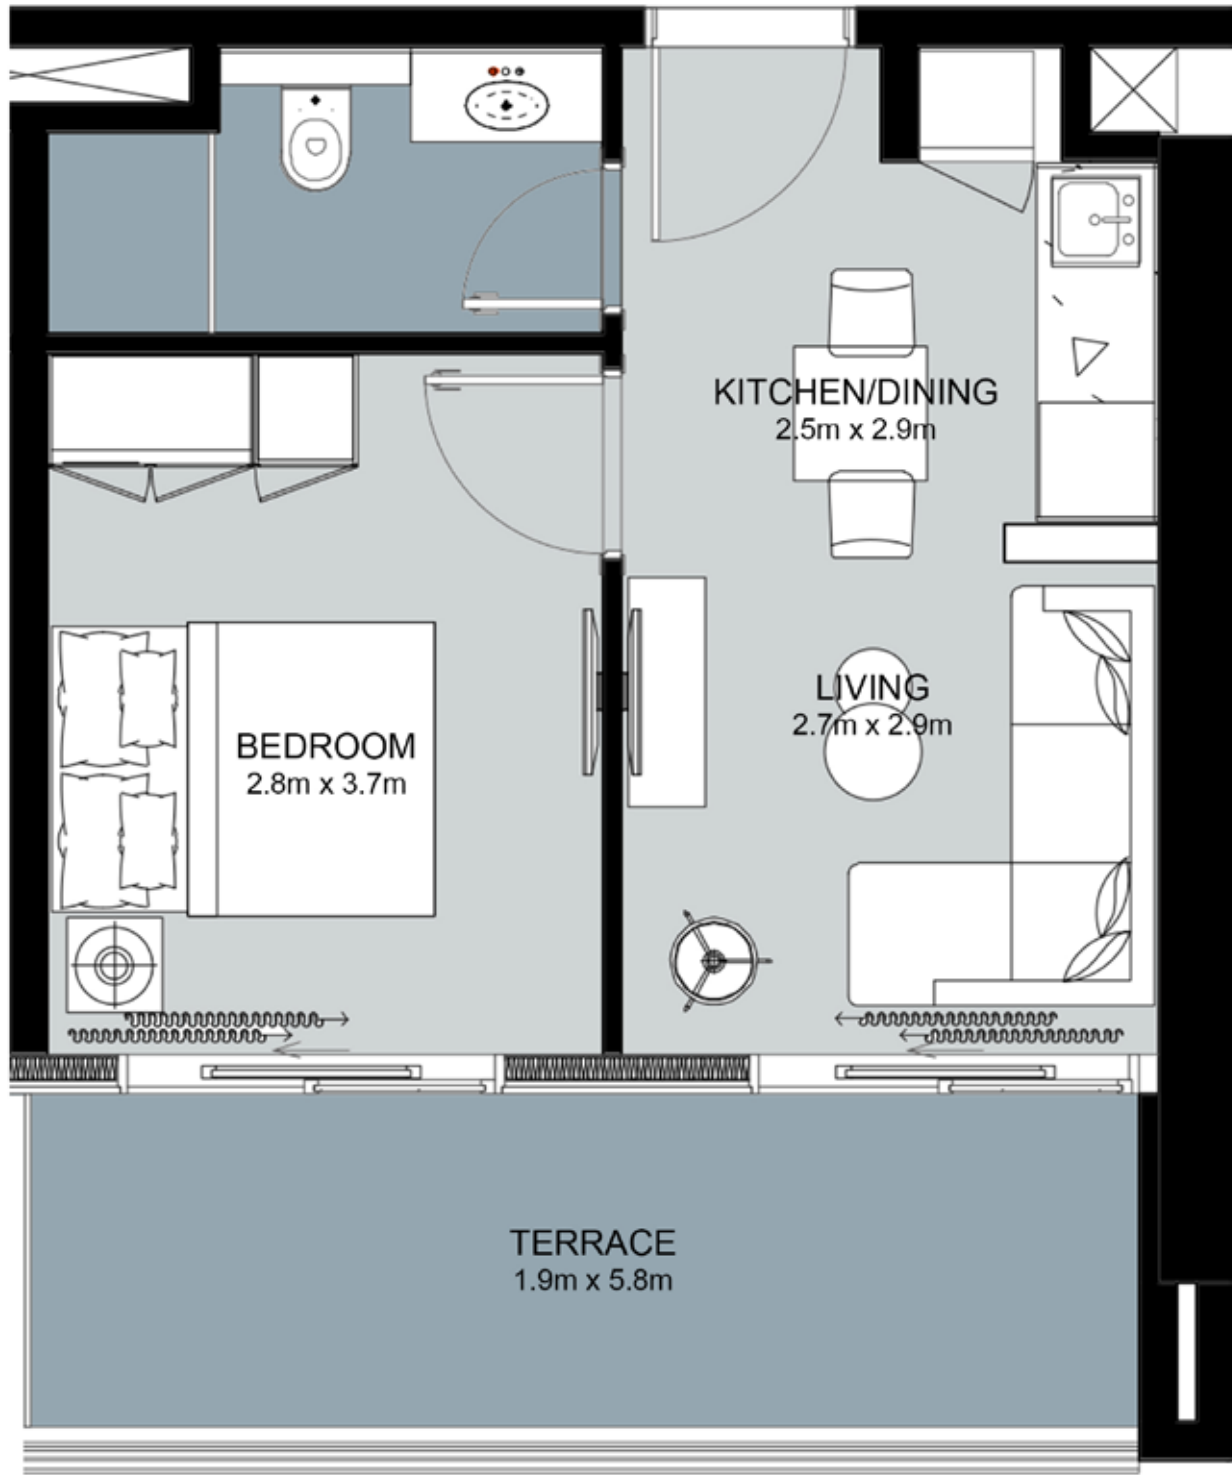 KITCHEN/DINING
2.5m x 2.9m
LIVING
2.7m x 2.9m
BEDROOM
2.8m x 3.7m
TERRACE
1.9m x 5.8m